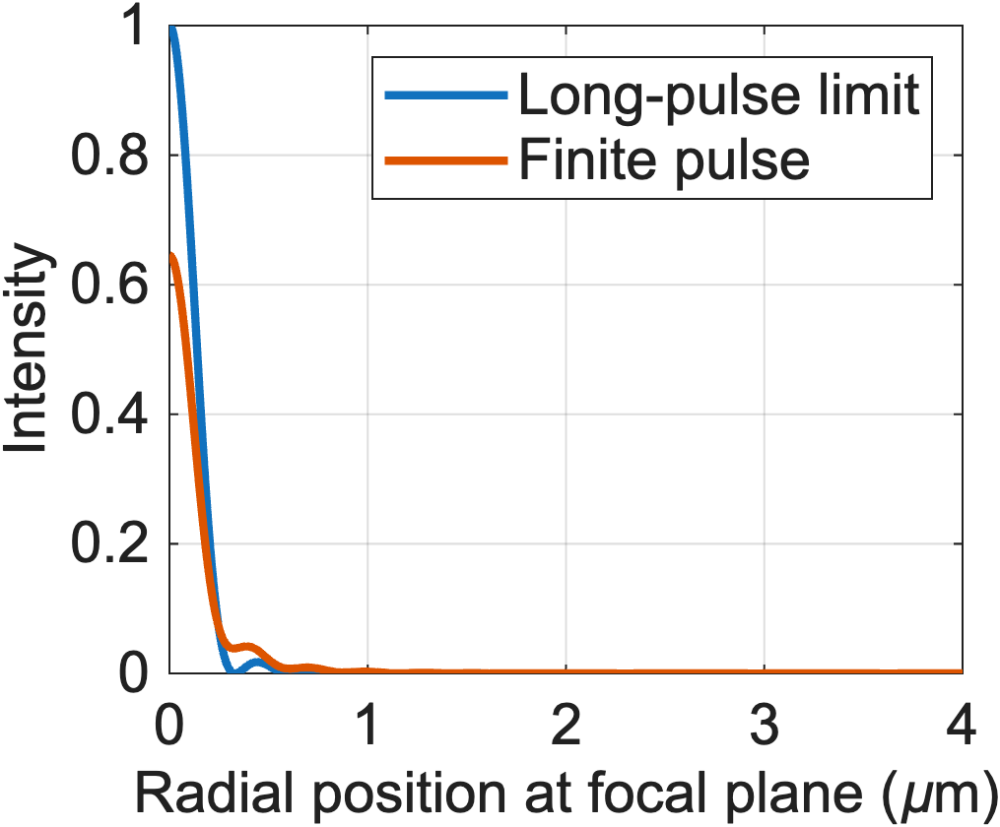 1
0.8
0.6
0.4
0.2
0
Intensity
Long-pulse limit
Finite pulse
0 1 2 3 4
Radial position at focal plane (μm)